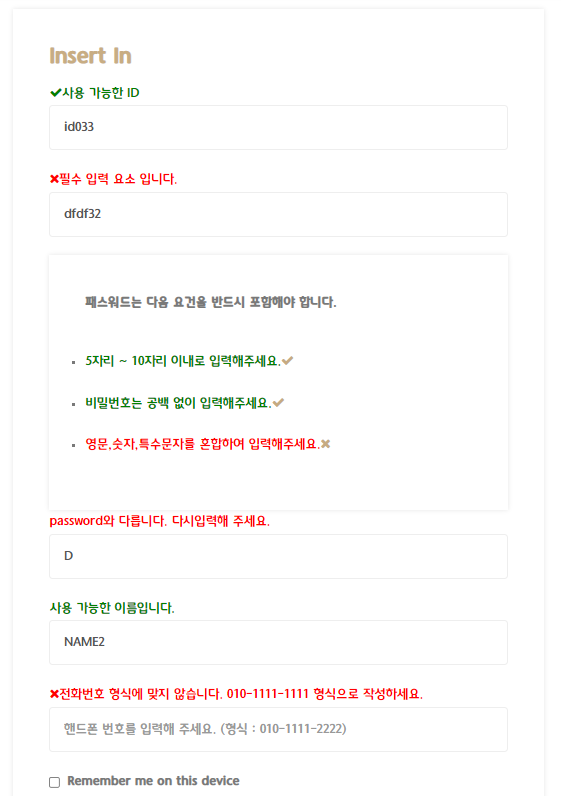 Insert In
✔사용 가능한 ID
id033
✖필수 입력 요소 입니다.
dfdf32
패스워드는 다음 요건을 반드시 포함해야 합니다.
5자리 ~ 10자리 이내로 입력해주세요.✔
비밀번호는 공백 없이 입력해주세요.✔
영문,숫자,특수문자를 혼합하여 입력해주세요.✖
password와 다릅니다. 다시입력해 주세요.
D
사용 가능한 이름입니다.
NAME2
✖전화번호 형식에 맞지 않습니다. 010-1111-1111 형식으로 작성하세요.
핸드폰 번호를 입력해 주세요. (형식 : 010-1111-2222)
Remember me on this device